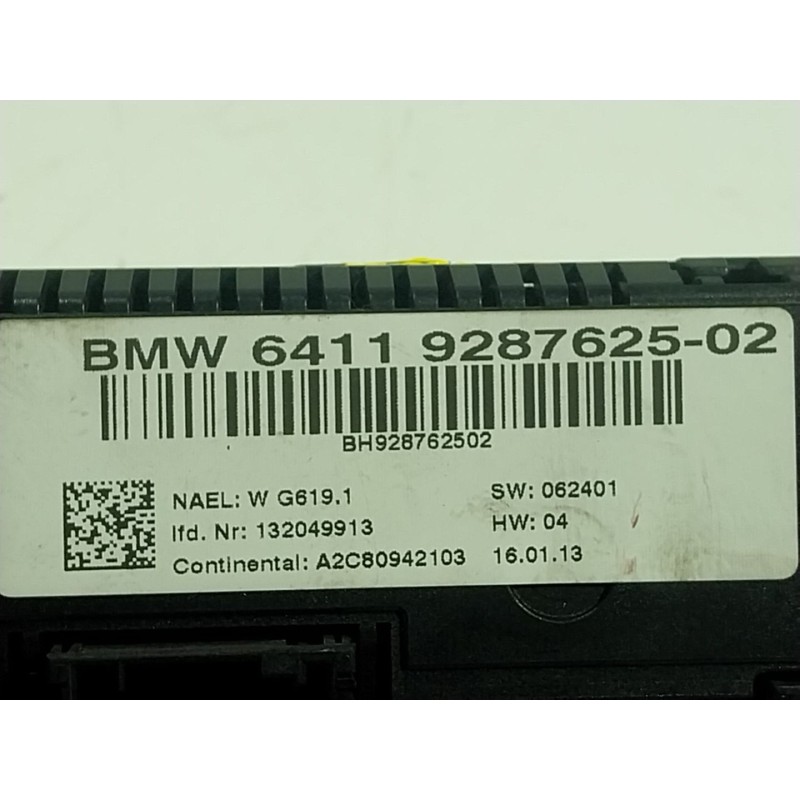 BMW 6411 9287625-02
BH928762502
NAEL: W G619.1 SW: 062401
lfd. Nr: 132049913 HW: 04
Continental: A2C80942103 16.01.13